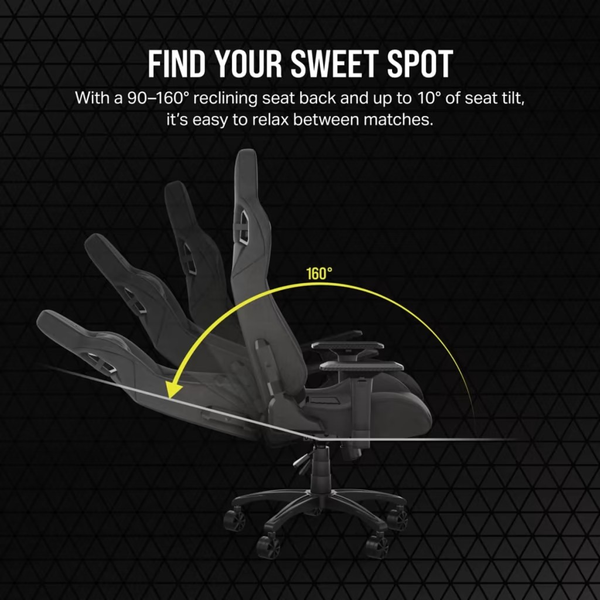 FIND YOUR SWEET SPOT
With a 90–160° reclining seat back and up to 10° of seat tilt,
it's easy to relax between matches.
160°